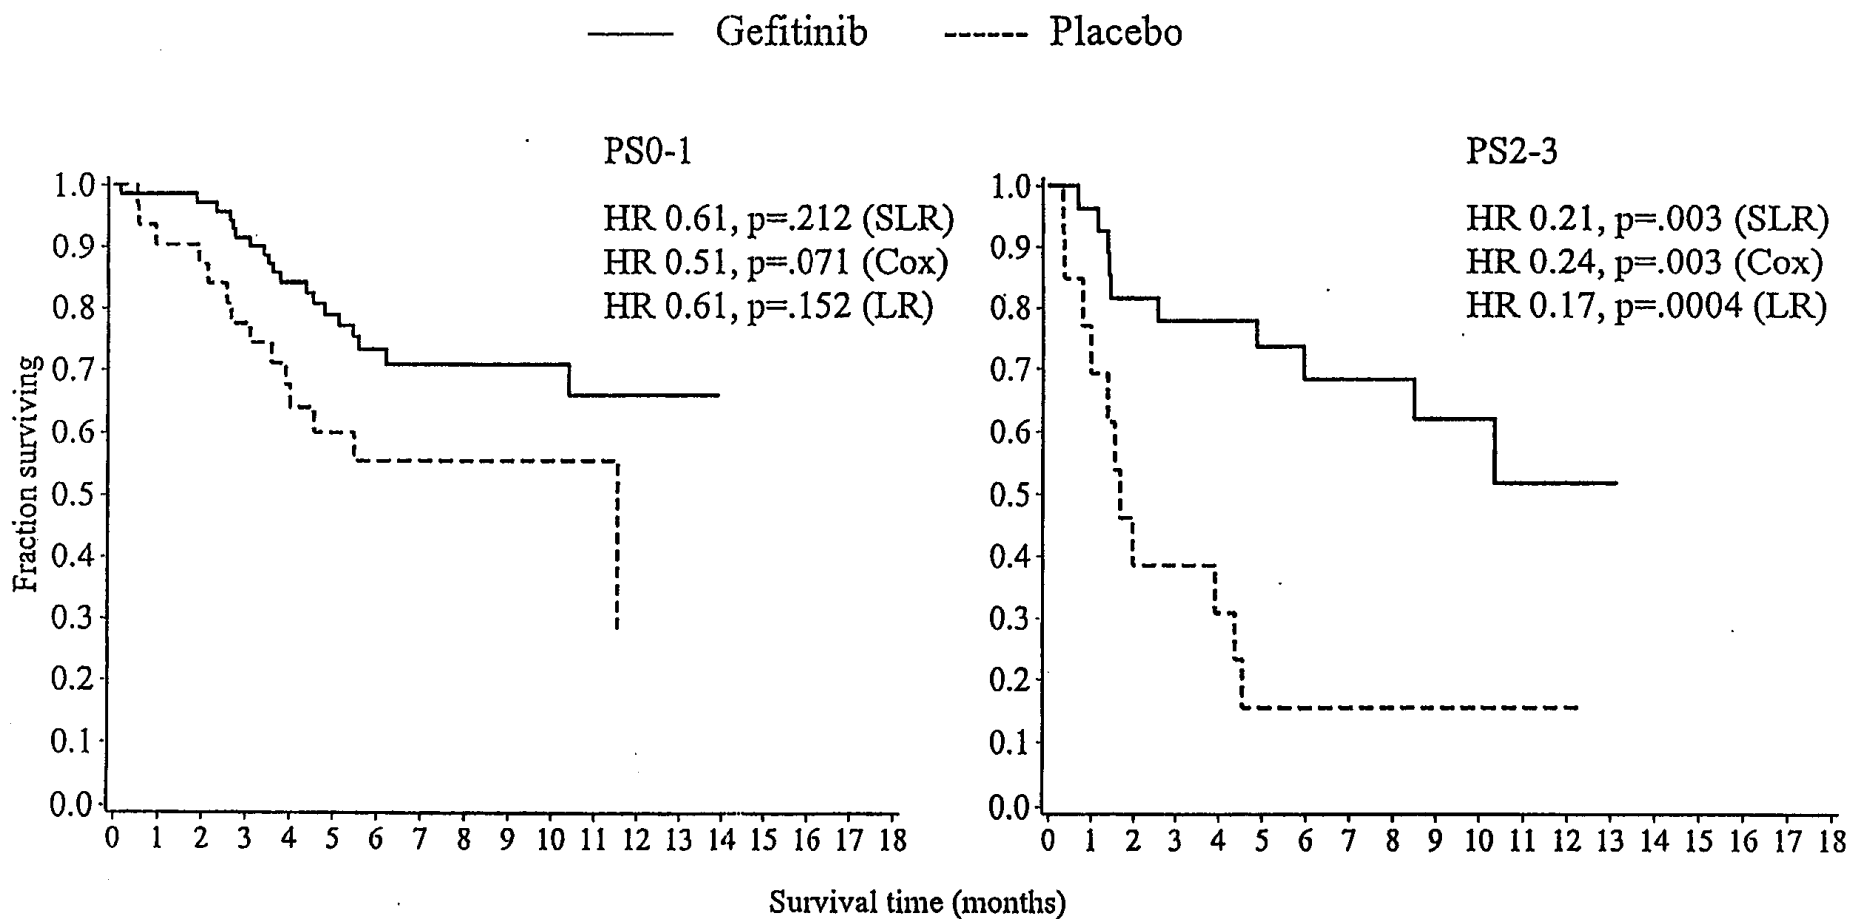 Gefitinib Placebo
PS0-1
HR 0.61, p=.212 (SLR)
HR 0.51, p=.071 (Cox)
HR 0.61, p=.152 (LR)
Fraction surviving
1.0
0.9
0.8
0.7
0.6
0.5
0.4
0.3
0.2
0.1
0.0
0 1 2 3 4 5 6 7 8 9 10 11 12 13 14 15 16 17 18
PS2-3
HR 0.21, p=.003 (SLR)
HR 0.24, p=.003 (Cox)
HR 0.17, p=.0004 (LR)
1.0
0.9
0.8
0.7
0.6
0.5
0.4
0.3
0.2
0.1
0.0
0 1 2 3 4 5 6 7 8 9 10 11 12 13 14 15 16 17 18
Survival time (months)